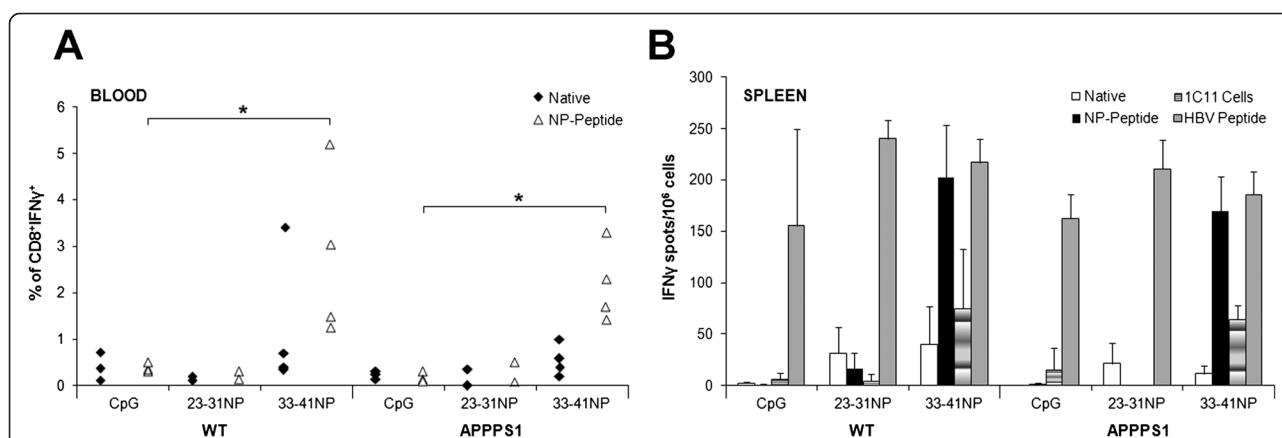 A
BLOOD
◆ Native
△ NP-Peptide
*
*
% of CD8⁺IFNγ⁺
6
5
4
3
2
1
0
CpG 23-31NP 33-41NP CpG 23-31NP 33-41NP
WT APPPS1
B
SPLEEN
Native 1C11 Cells
NP-Peptide HBV Peptide
IFNγ spots/10⁶ cells
300
250
200
150
100
50
0
CpG 23-31NP 33-41NP CpG 23-31NP 33-41NP
WT APPPS1